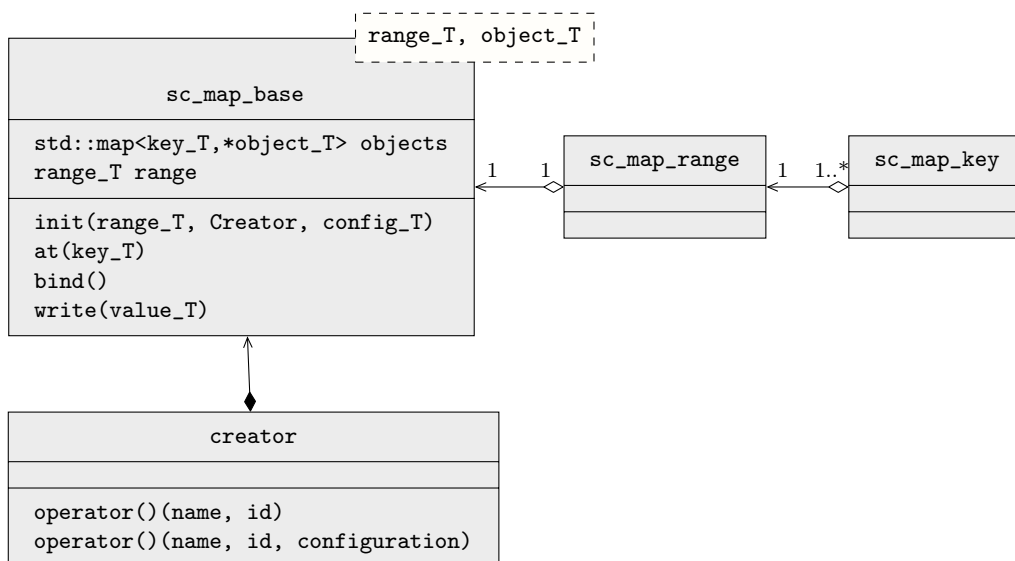 range_T, object_T
sc_map_base
std::map<key_T,*object_T> objects
range_T range
init(range_T, Creator, config_T)
at(key_T)
bind()
write(value_T)
1
1
sc_map_range
1
1..*
sc_map_key
creator
operator()(name, id)
operator()(name, id, configuration)